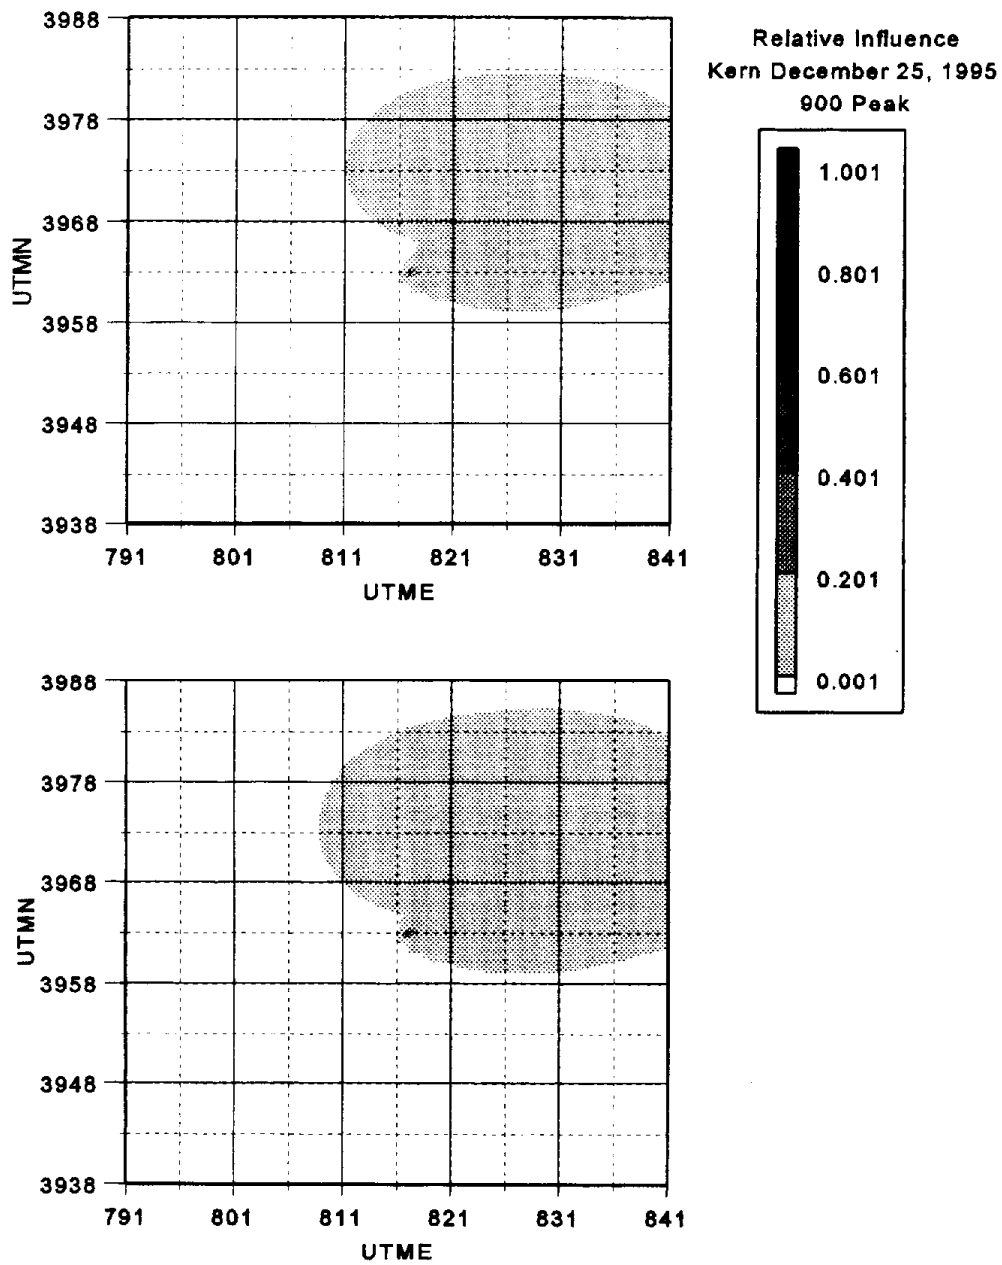 3988
3978
3968
3958
3948
3938
UTMN
791 801 811 821 831 841
UTME
Relative Influence
Kern December 25, 1995
900 Peak
1.001
0.801
0.601
0.401
0.201
0.001
3988
3978
3968
3958
3948
3938
UTMN
791 801 811 821 831 841
UTME